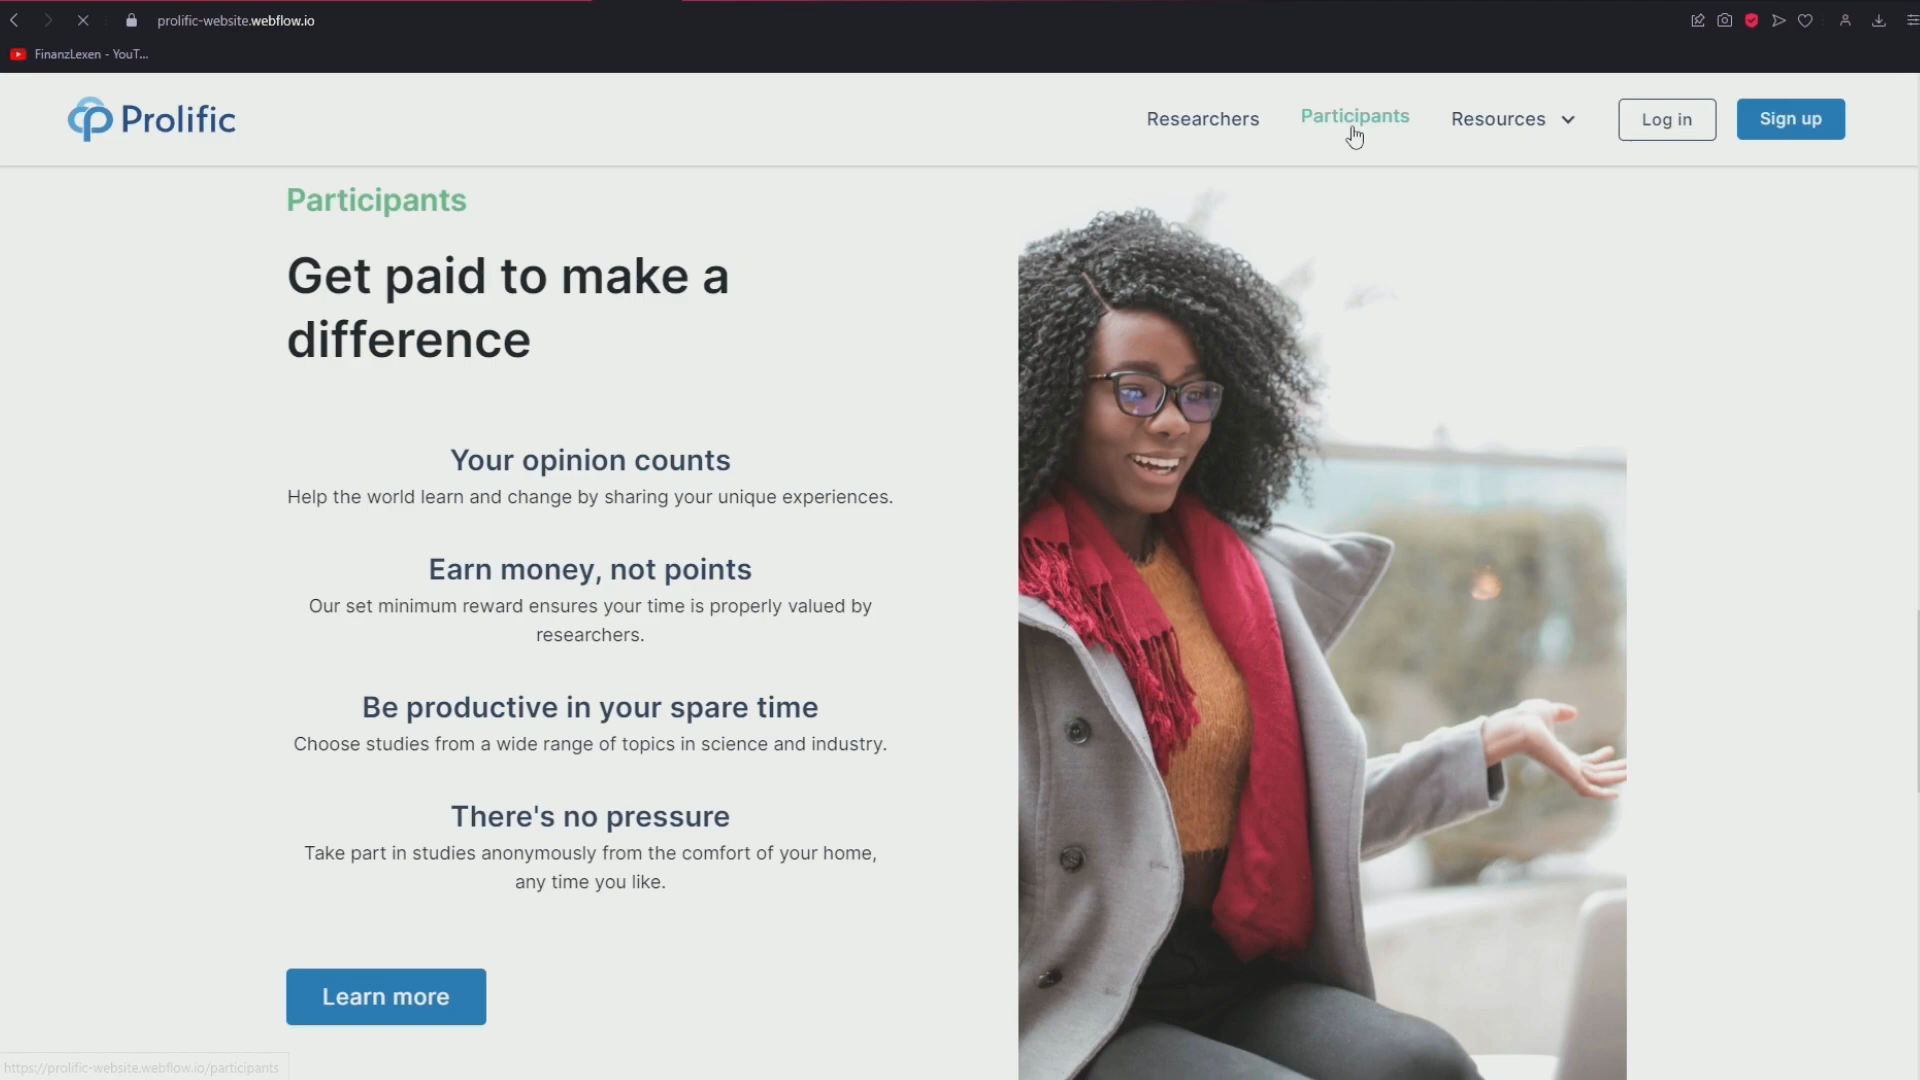 prolific-website.webflow.io
FinanzLexen - YouT...
Prolific
Researchers
Participants
Resources
Log in
Sign up
Participants
Get paid to make a
difference
Your opinion counts
Help the world learn and change by sharing your unique experiences.
Earn money, not points
Our set minimum reward ensures your time is properly valued by
researchers.
Be productive in your spare time
Choose studies from a wide range of topics in science and industry.
There's no pressure
Take part in studies anonymously from the comfort of your home,
any time you like.
Learn more
https://prolific-website.webflow.io/participants